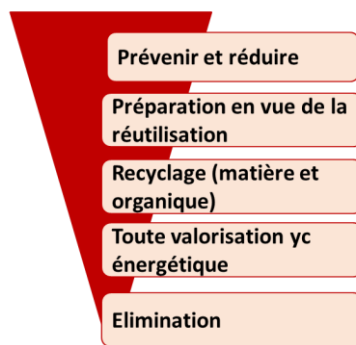 Prévenir et réduire
Préparation en vue de la
réutilisation
Recyclage (matière et
organique)
Toute valorisation yc
énergétique
Elimination